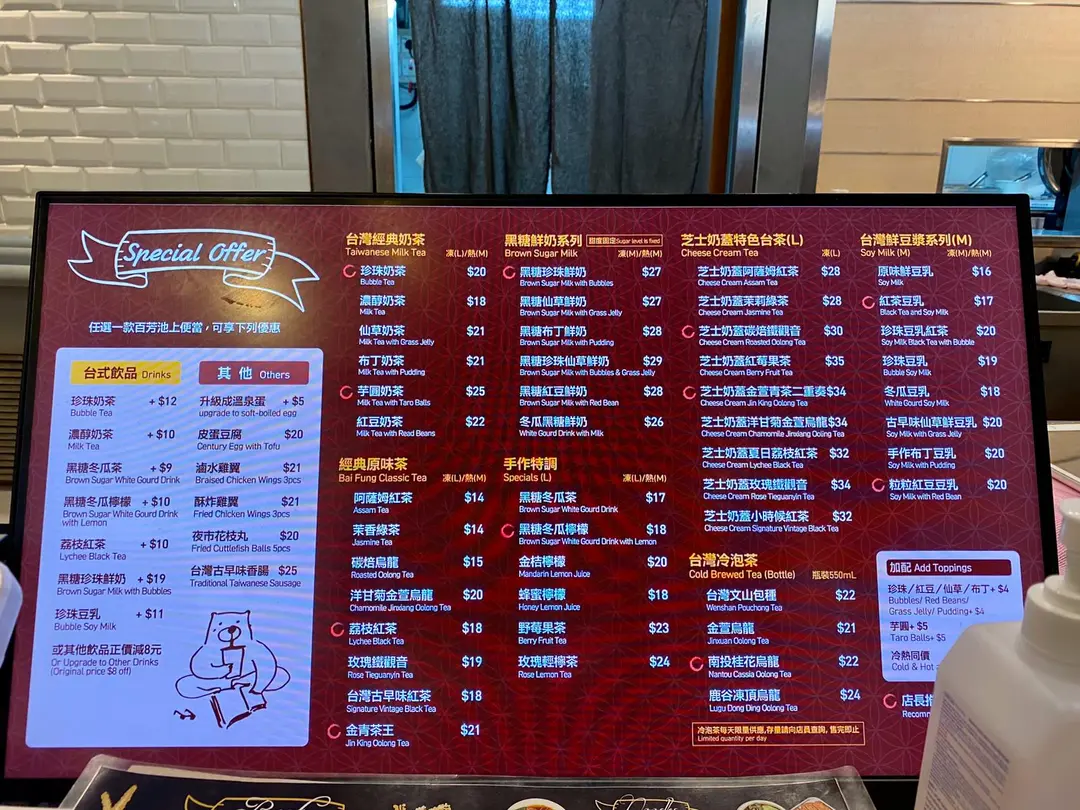 Special Offer
任選一款百芳池上便當，可享下列優惠
台式飲品 Drinks
珍珠奶茶 + $12
Bubble Tea
濃醇奶茶 + $10
Milk Tea
黑糖冬瓜茶 + $9
Brown Sugar White Gourd Drink
黑糖冬瓜檸檬 + $10
Brown Sugar White Gourd Drink
with Lemon
荔枝紅茶 + $10
Lychee Black Tea
黑糖珍珠鮮奶 + $19
Brown Sugar Milk with Bubbles
珍珠豆乳 + $11
Bubble Soy Milk
或其他飲品正價減8元
Or Upgrade to Other Drinks
(Original price $8 off)
其他 Others
升級成溫泉蛋 + $5
upgrade to soft-boiled egg
皮蛋豆腐 $20
Century Egg with Tofu
滷水雞翼 $21
Braised Chicken Wings 3pcs
酥炸雞翼 $21
Fried Chicken Wings 3pcs
夜市花枝丸 $20
Fried Cuttlefish Balls 5pcs
台灣古早味香腸 $25
Traditional Taiwanese Sausage
台灣經典奶茶
Taiwanese Milk Tea 凍(L)/熱(M)
珍珠奶茶 $20
Bubble Tea
濃醇奶茶 $18
Milk Tea
仙草奶茶 $21
Milk Tea with Grass Jelly
布丁奶茶 $21
Milk Tea with Pudding
芋圓奶茶 $25
Milk Tea with Taro Balls
紅豆奶茶 $22
Milk Tea with Read Beans
經典原味茶
Bai Fung Classic Tea 凍(L)/熱(M)
阿薩姆紅茶 $14
Assam Tea
茉香綠茶 $14
Jasmine Tea
碳焙烏龍 $15
Roasted Oolong Tea
洋甘菊金萱烏龍 $20
Chamomile Jinxiang Oolong Tea
荔枝紅茶 $18
Lychee Black Tea
玫瑰鐵觀音 $19
Rose Tieguanyin Tea
台灣古早味紅茶 $18
Signature Vintage Black Tea
金青茶王 $21
Jin King Oolong Tea
黑糖鮮奶系列 甜度固定Sugar level is fixed
Brown Sugar Milk 凍(M)/熱(M)
黑糖珍珠鮮奶 $27
Brown Sugar Milk with Bubbles
黑糖仙草鮮奶 $27
Brown Sugar Milk with Grass Jelly
黑糖布丁鮮奶 $28
Brown Sugar Milk with Pudding
黑糖珍珠仙草鮮奶 $29
Brown Sugar Milk with Bubbles & Grass Jelly
黑糖紅豆鮮奶 $28
Brown Sugar Milk with Red Bean
冬瓜黑糖鮮奶 $26
White Gourd Drink with Milk
手作特調
Specials (L) 凍(L)/熱(M)
黑糖冬瓜茶 $17
Brown Sugar White Gourd Drink
黑糖冬瓜檸檬 $18
Brown Sugar White Gourd Drink with Lemon
金桔檸檬 $20
Mandarin Lemon Juice
蜂蜜檸檬 $18
Honey Lemon Juice
野莓果茶 $23
Berry Fruit Tea
玫瑰輕檸茶 $24
Rose Lemon Tea
芝士奶蓋特色台茶(L)
Cheese Cream Tea 凍(L)
芝士奶蓋阿薩姆紅茶 $28
Cheese Cream Assam Tea
芝士奶蓋茉莉綠茶 $28
Cheese Cream Jasmine Tea
芝士奶蓋碳焙鐵觀音 $30
Cheese Cream Roasted Oolong Tea
芝士奶蓋紅莓果茶 $35
Cheese Cream Berry Fruit Tea
芝士奶蓋金萱青茶二重奏$34
Cheese Cream Jin King Oolong Tea
芝士奶蓋洋甘菊金萱烏龍$34
Cheese Cream Chamomile Jinxiang Oolong Tea
芝士奶蓋夏日荔枝紅茶 $32
Cheese Cream Lychee Black Tea
芝士奶蓋玫瑰鐵觀音 $34
Cheese Cream Rose Tieguanyin Tea
芝士奶蓋小時候紅茶 $32
Cheese Cream Signature Vintage Black Tea
台灣冷泡茶
Cold Brewed Tea (Bottle) 瓶裝550mL
台灣文山包種 $22
Wenshan Pouchong Tea
金萱烏龍 $21
Jinxuan Oolong Tea
南投桂花烏龍 $22
Nantou Cassia Oolong Tea
鹿谷凍頂烏龍 $24
Lugu Dong Ding Oolong Tea
冷泡茶每天限量供應,存量請向店員查詢, 售完即止
Limited quantity per day
台灣鮮豆漿系列(M)
Soy Milk (M) 凍(M)/熱(M)
原味鮮豆乳 $16
Soy Milk
紅茶豆乳 $17
Black Tea and Soy Milk
珍珠豆乳紅茶 $20
Soy Milk Black Tea with Bubble
珍珠豆乳 $19
Bubble Soy Milk
冬瓜豆乳 $18
White Gourd Soy Milk
古早味仙草鮮豆乳 $20
Soy Milk with Grass Jelly
手作布丁豆乳 $20
Soy Milk with Pudding
粒粒紅豆豆乳 $20
Soy Milk with Red Bean
加配 Add Toppings
珍珠/紅豆/仙草/布丁+ $4
Bubbles/ Red Beans/
Grass Jelly/ Pudding+ $4
芋圓+ $5
Taro Balls+ $5
冷熱同價
Cold & Hot
店長推
Recomm